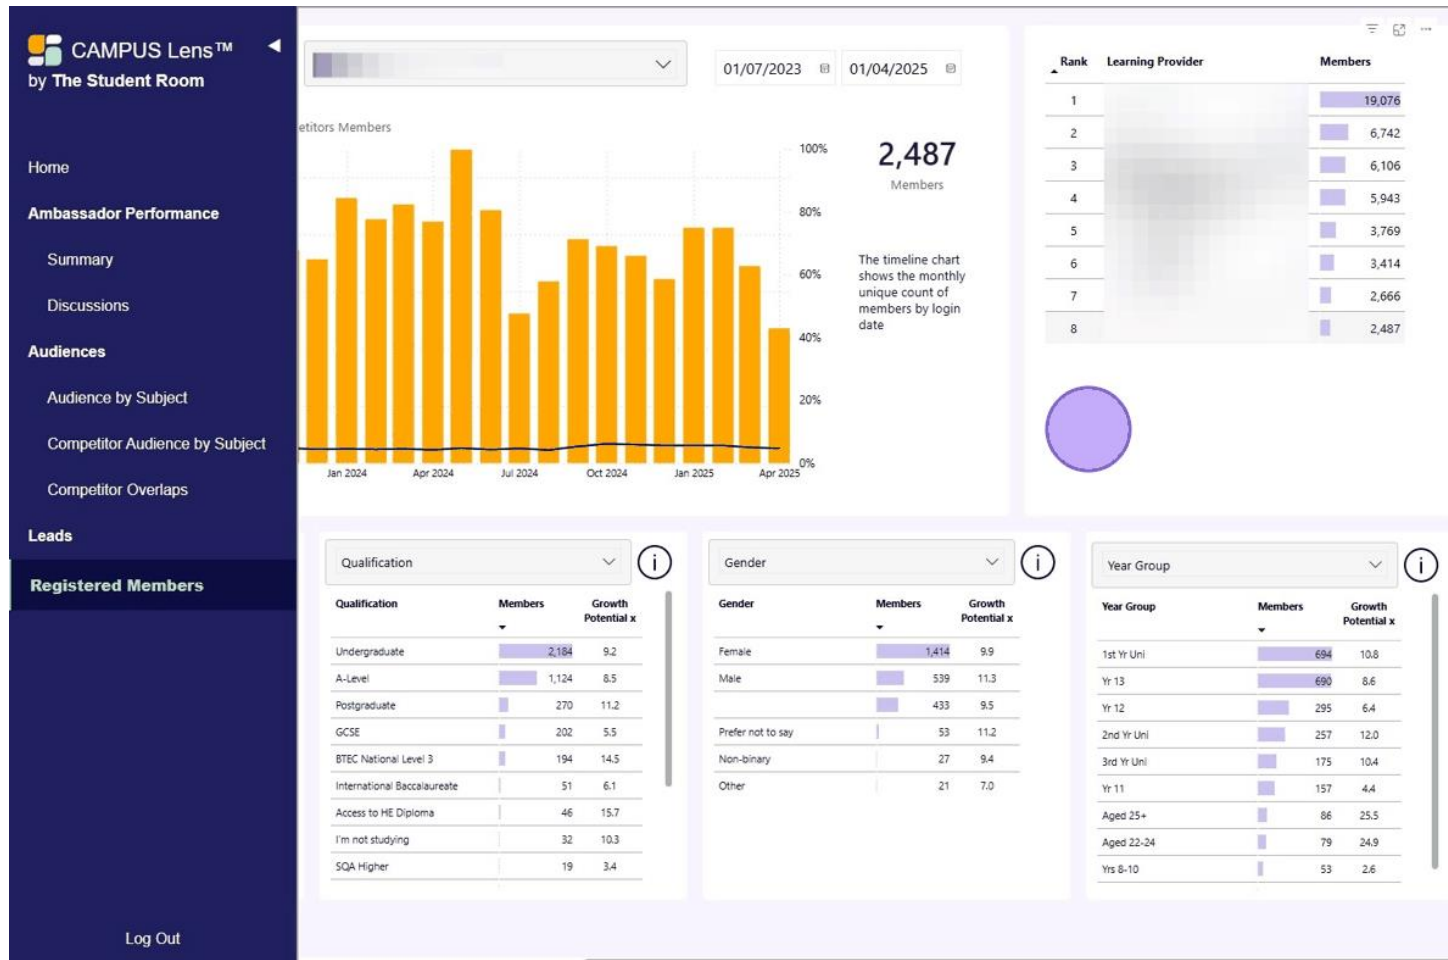 CAMPUS Lens™
by The Student Room
Home
Ambassador Performance
Summary
Discussions
Audiences
Audience by Subject
Competitor Audience by Subject
Competitor Overlaps
Leads
Registered Members
Log Out
01/07/2023 01/04/2025
etitors Members
100%
80%
60%
40%
20%
0%
Jan 2024 Apr 2024 Jul 2024 Oct 2024 Jan 2025 Apr 2025
2,487
Members
The timeline chart
shows the monthly
unique count of
members by login
date
Rank Learning Provider Members
1 19,076
2 6,742
3 6,106
4 5,943
5 3,769
6 3,414
7 2,666
8 2,487
Qualification
Qualification Members Growth
Potential x
Undergraduate 2,184 9.2
A-Level 1,124 8.5
Postgraduate 270 11.2
GCSE 202 5.5
BTEC National Level 3 194 14.5
International Baccalaureate 51 6.1
Access to HE Diploma 46 15.7
I'm not studying 32 10.3
SQA Higher 19 3.4
Gender
Gender Members Growth
Potential x
Female 1,414 9.9
Male 539 11.3
433 9.5
Prefer not to say 53 11.2
Non-binary 27 9.4
Other 21 7.0
Year Group
Year Group Members Growth
Potential x
1st Yr Uni 694 10.8
Yr 13 690 8.6
Yr 12 295 6.4
2nd Yr Uni 257 12.0
3rd Yr Uni 175 10.4
Yr 11 157 4.4
Aged 25+ 86 25.5
Aged 22-24 79 24.9
Yrs 8-10 53 2.6